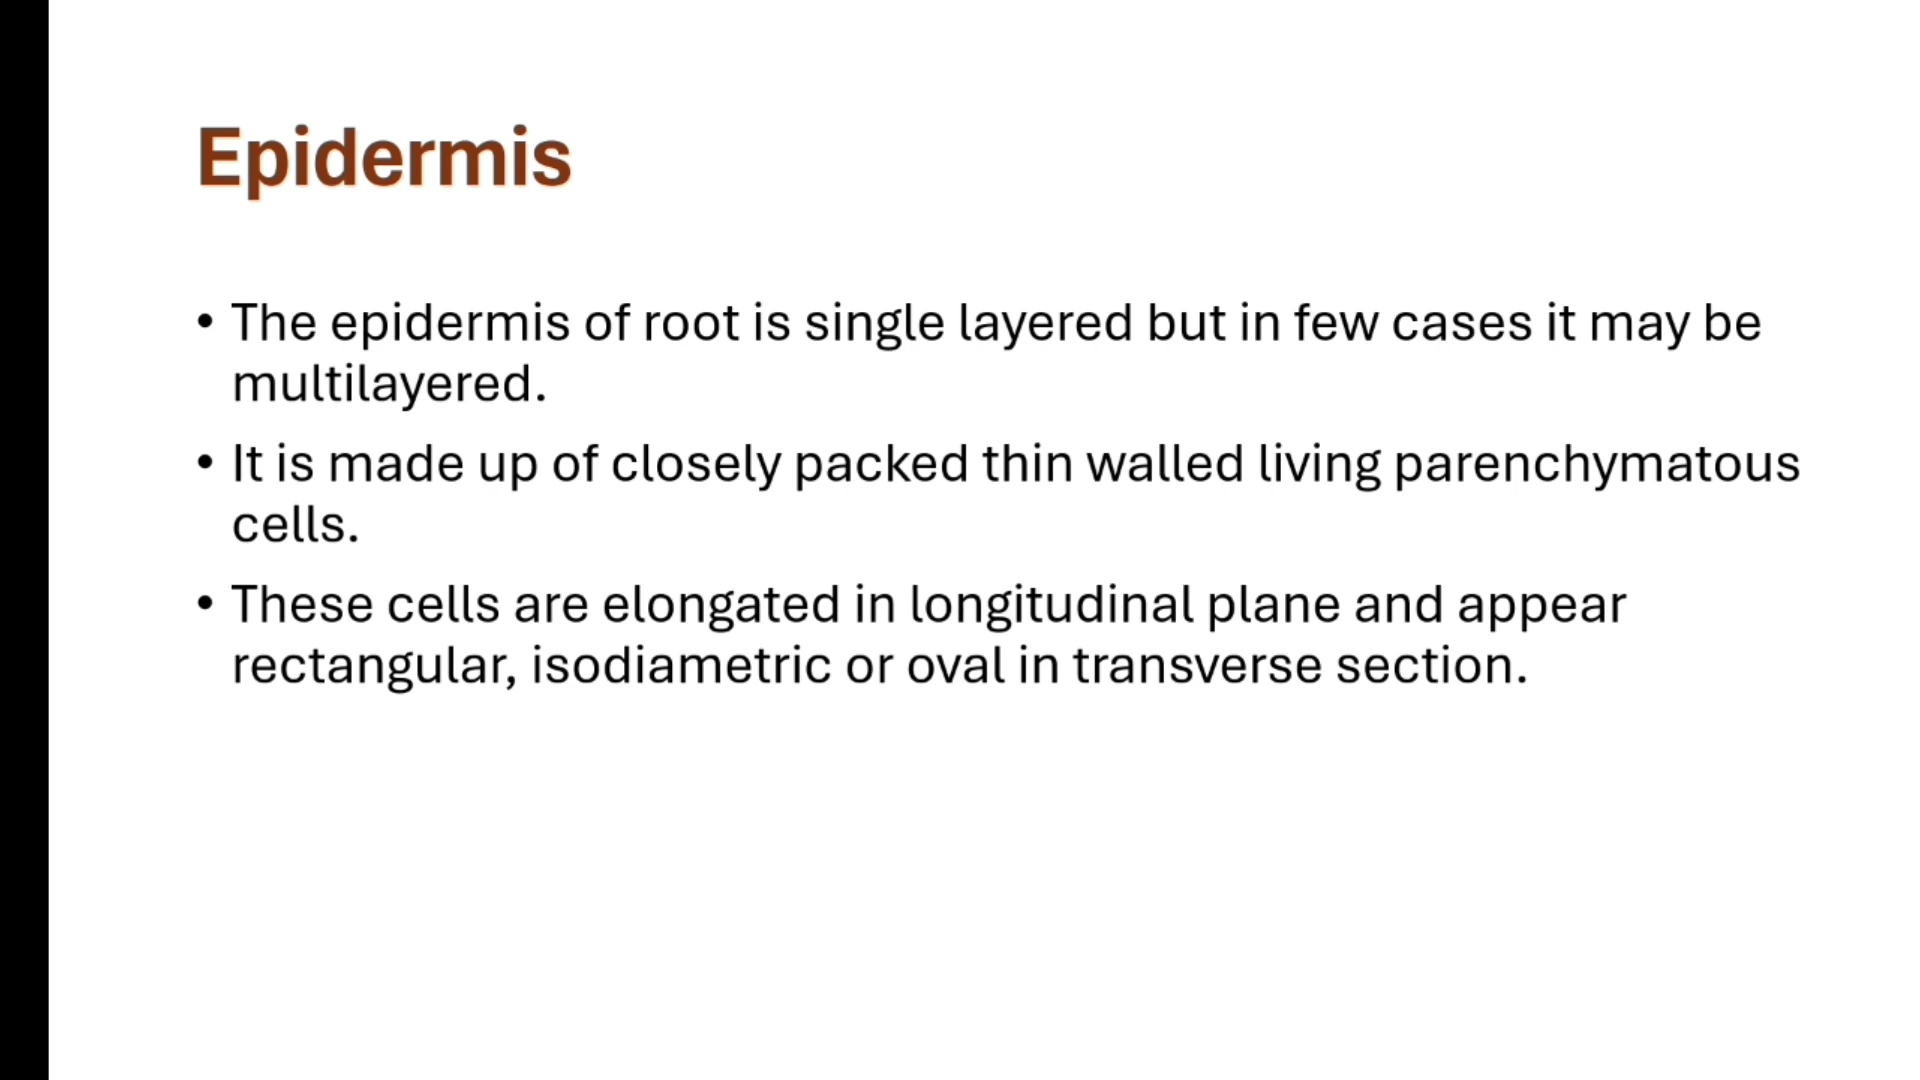 Epidermis
• The epidermis of root is single layered but in few cases it may be
multilayered.
• It is made up of closely packed thin walled living parenchymatous
cells.
• These cells are elongated in longitudinal plane and appear
rectangular, isodiametric or oval in transverse section.